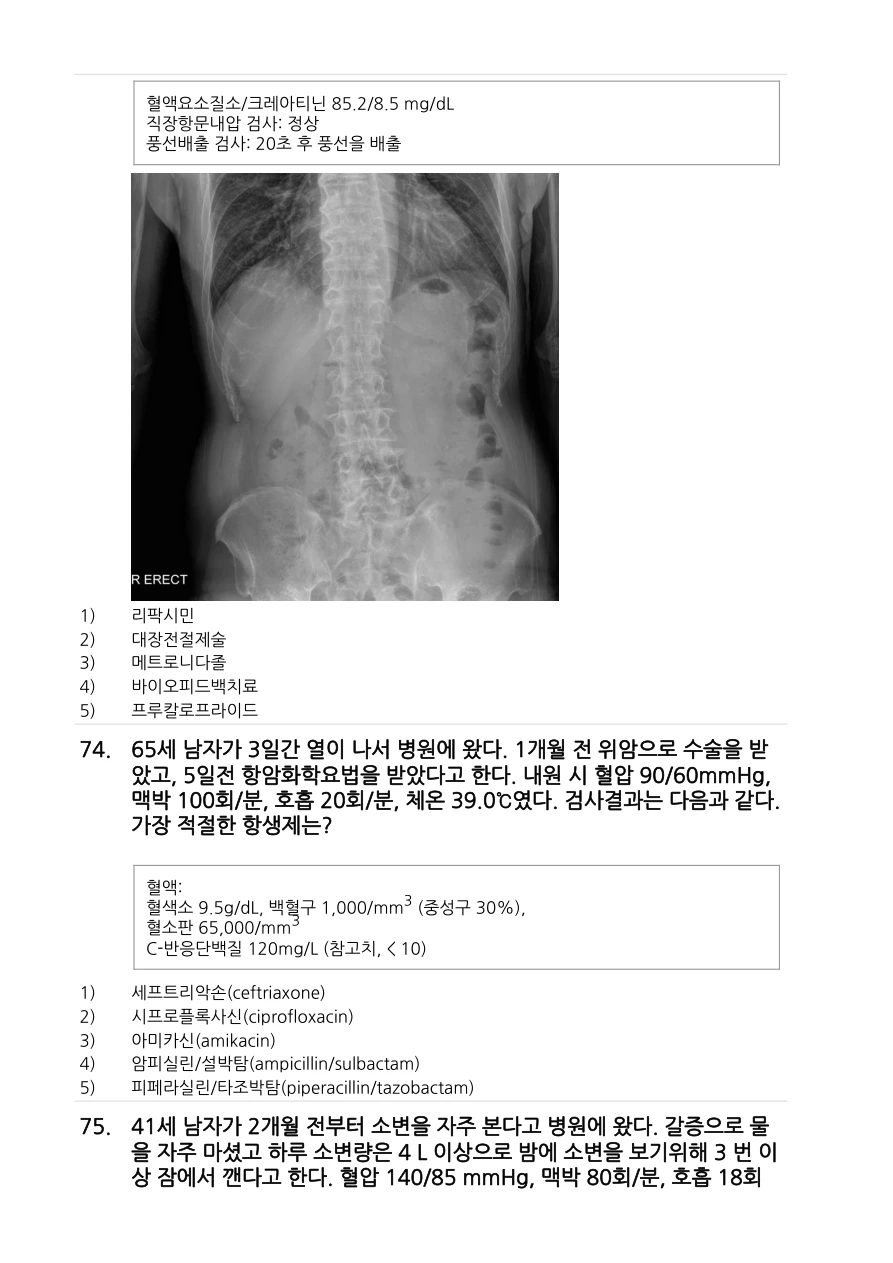 혈액요소질소/크레아티닌 85.2/8.5 mg/dL
직장항문내압 검사: 정상
풍선배출 검사: 20초 후 풍선을 배출
R ERECT
1) 리팍시민
2) 대장전절제술
3) 메트로니다졸
4) 바이오피드백치료
5) 프루칼로프라이드
74. 65세 남자가 3일간 열이 나서 병원에 왔다. 1개월 전 위암으로 수술을 받
았고, 5일전 항암화학요법을 받았다고 한다. 내원 시 혈압 90/60mmHg,
맥박 100회/분, 호흡 20회/분, 체온 39.0℃였다. 검사결과는 다음과 같다.
가장 적절한 항생제는?
혈액:
혈색소 9.5g/dL, 백혈구 1,000/mm³ (중성구 30%),
혈소판 65,000/mm³
C-반응단백질 120mg/L (참고치, < 10)
1) 세프트리악손(ceftriaxone)
2) 시프로플록사신(ciprofloxacin)
3) 아미카신(amikacin)
4) 암피실린/설박탐(ampicillin/sulbactam)
5) 피페라실린/타조박탐(piperacillin/tazobactam)
75. 41세 남자가 2개월 전부터 소변을 자주 본다고 병원에 왔다. 갈증으로 물
을 자주 마셨고 하루 소변량은 4 L 이상으로 밤에 소변을 보기위해 3 번 이
상 잠에서 깬다고 한다. 혈압 140/85 mmHg, 맥박 80회/분, 호흡 18회